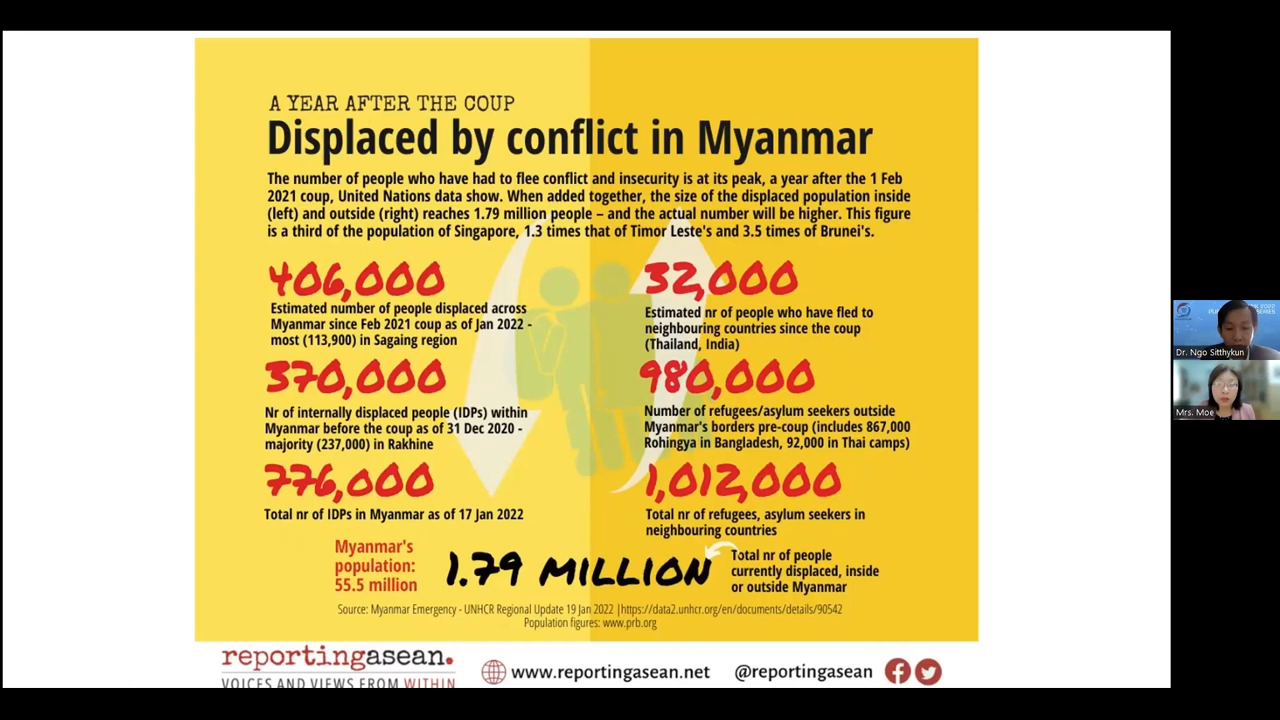 A YEAR AFTER THE COUP
Displaced by conflict in Myanmar
The number of people who have had to flee conflict and insecurity is at its peak, a year after the 1 Feb
2021 coup, United Nations data show. When added together, the size of the displaced population inside
(left) and outside (right) reaches 1.79 million people – and the actual number will be higher. This figure
is a third of the population of Singapore, 1.3 times that of Timor Leste's and 3.5 times of Brunei's.
406,000
Estimated number of people displaced across
Myanmar since Feb 2021 coup as of Jan 2022 -
most (113,900) in Sagaing region
370,000
Nr of internally displaced people (IDPs) within
Myanmar before the coup as of 31 Dec 2020 -
majority (237,000) in Rakhine
776,000
Total nr of IDPs in Myanmar as of 17 Jan 2022
32,000
Estimated nr of people who have fled to
neighbouring countries since the coup
(Thailand, India)
980,000
Number of refugees/asylum seekers outside
Myanmar's borders pre-coup (includes 867,000
Rohingya in Bangladesh, 92,000 in Thai camps)
1,012,000
Total nr of refugees, asylum seekers in
neighbouring countries
Myanmar's
population:
55.5 million
1.79 MILLION
Total nr of people
currently displaced, inside
or outside Myanmar
Source: Myanmar Emergency - UNHCR Regional Update 19 Jan 2022 |https://data2.unhcr.org/en/documents/details/90542
Population figures: www.prb.org
reportingasean.
VOICES AND VIEWS FROM WITHIN
www.reportingasean.net
@reportingasean
Dr. Ngo Sitthykun
Mrs. Moe